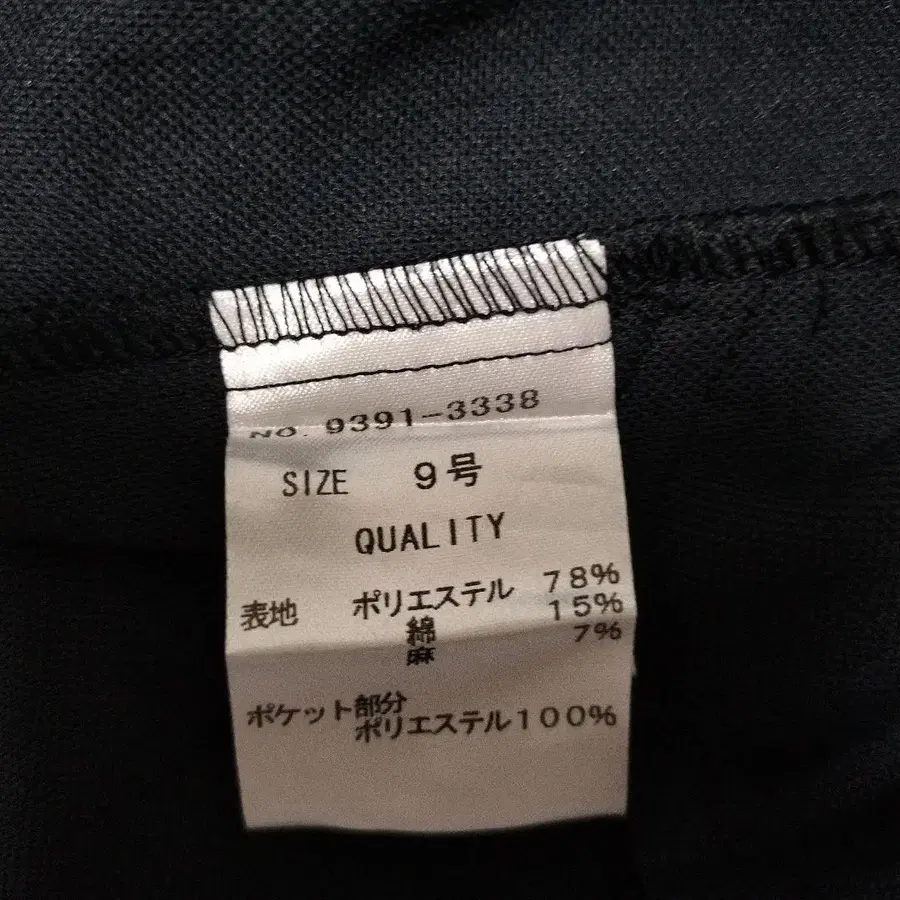 NO. 9391-3338
SIZE 9号
QUALITY
表地 ポリエステル 78%
綿 15%
麻 7%
ポケット部分
ポリエステル100%